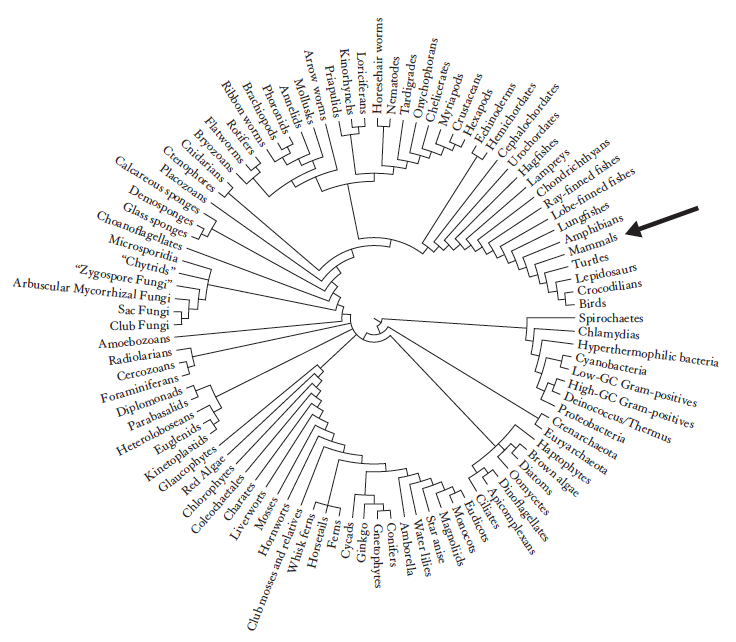 Horesehair worms
Nematodes
Tardigrades
Onychophorans
Chelicerates
Myriapods
Crustaceans
Hexapods
Echinoderms
Hemichordates
Cephalochordates
Urochordates
Hagfishes
Lampreys
Chondrichthyans
Ray-finned fishes
Lobe-finned fishes
Lungfishes
Amphibians
Mammals
Turtles
Lepidosaurs
Crocodilians
Birds
Spirochaetes
Chlamydias
Hyperthermophilic bacteria
Cyanobacteria
Low-GC Gram-positives
High-GC Gram-positives
Deinococcus/Thermus
Proteobacteria
Crenarchaeota
Euryarchaeota
Haptophytes
Brown algae
Diatoms
Oomycetes
Dinoflagellates
Apicomplexans
Ciliates
Eudicots
Monocots
Magnoliids
Star anise
Water lilies
Amborella
Conifers
Gnetophytes
Ginkgo
Cycads
Ferns
Horsetails
Whisk ferns
Club mosses and relatives
Hornworts
Mosses
Liverworts
Charates
Coleochaetales
Chlorophytes
Red Algae
Glaucophytes
Kinetoplastids
Euglenids
Heteroloboseans
Parabasalids
Diplomonads
Foraminiferans
Cercozoans
Radiolarians
Amoebozoans
Club Fungi
Sac Fungi
Arbuscular Mycorrhizal Fungi
“Zygospore Fungi”
“Chytrids”
Microsporidia
Choanoflagellates
Glass sponges
Demosponges
Calcareous sponges
Placozoans
Ctenophores
Cnidarians
Bryozoans
Flatworms
Rotifers
Ribbon worms
Brachiopods
Phoronids
Annelids
Mollusks
Arrow worms
Priapulids
Kinorhynchs
Loriciferans